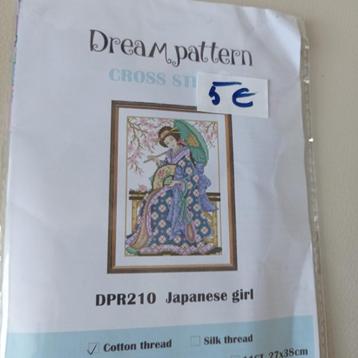 Dream pattern
CROSS ST
5€
DPR210 Japanese girl
☑ Cotton thread ☐ Silk thread
27x38cm